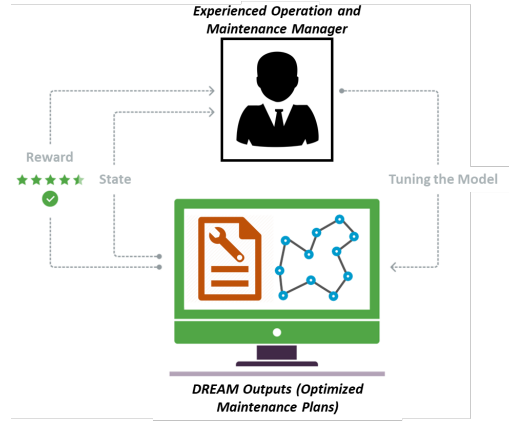 Experienced Operation and
Maintenance Manager
Reward
State
Tuning the Model
DREAM Outputs (Optimized
Maintenance Plans)